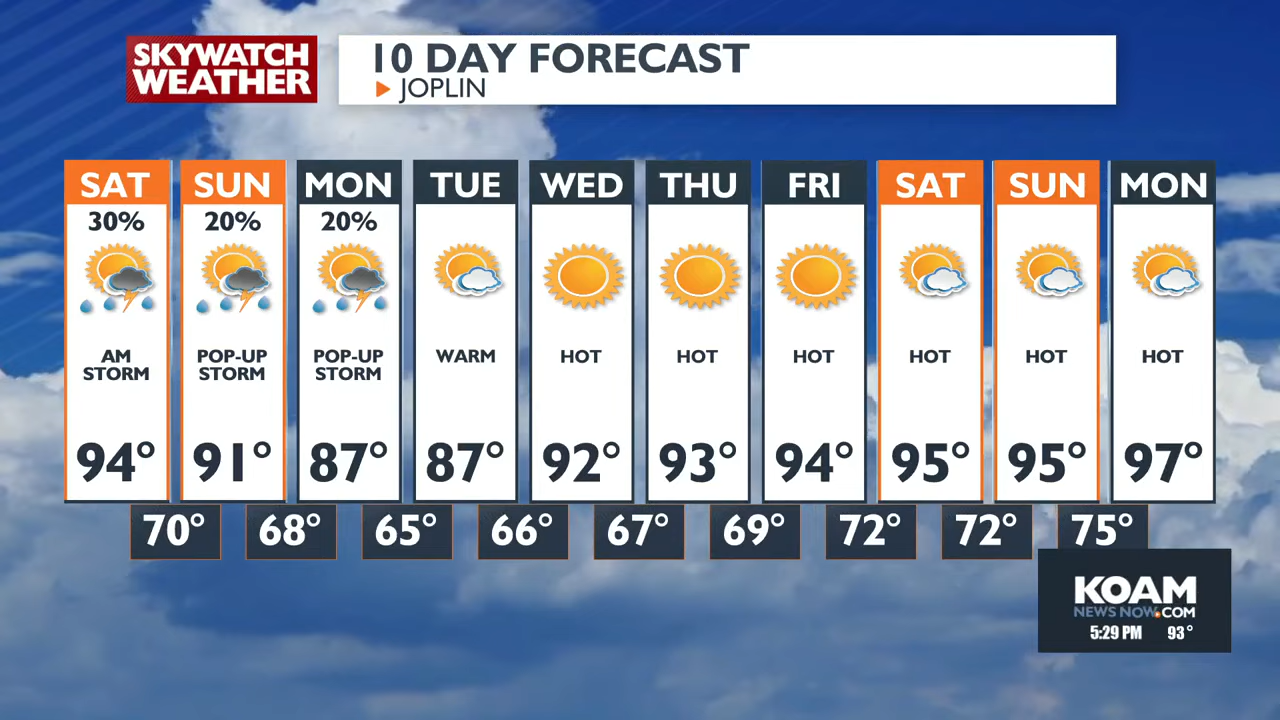 SKYWATCH
WEATHER
10 DAY FORECAST
JOPLIN
SAT SUN MON TUE WED THU FRI SAT SUN MON
30% 20% 20%
AM POP-UP POP-UP WARM HOT HOT HOT HOT HOT HOT
STORM STORM STORM
94° 91° 87° 87° 92° 93° 94° 95° 95° 97°
70° 68° 65° 66° 67° 69° 72° 72° 75°
KOAM
NEWS NOW.COM
5:29 PM 93°